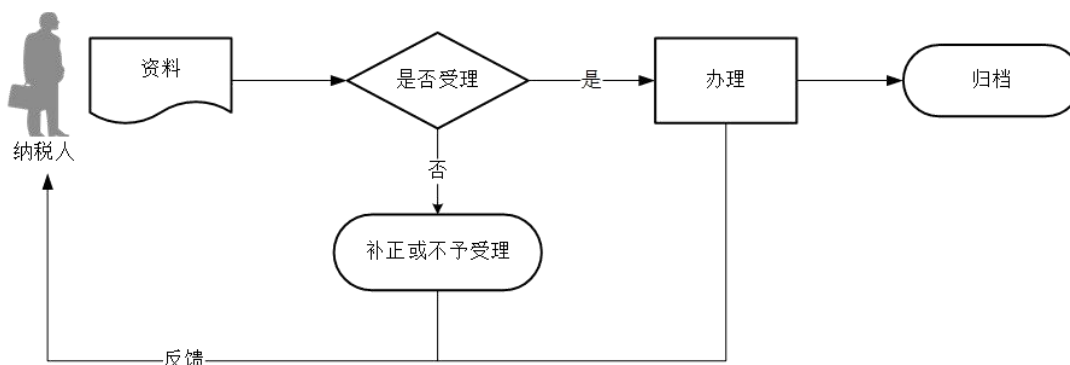 纳税人
资料
是否受理
是
办理
归档
否
补正或不予受理
反馈